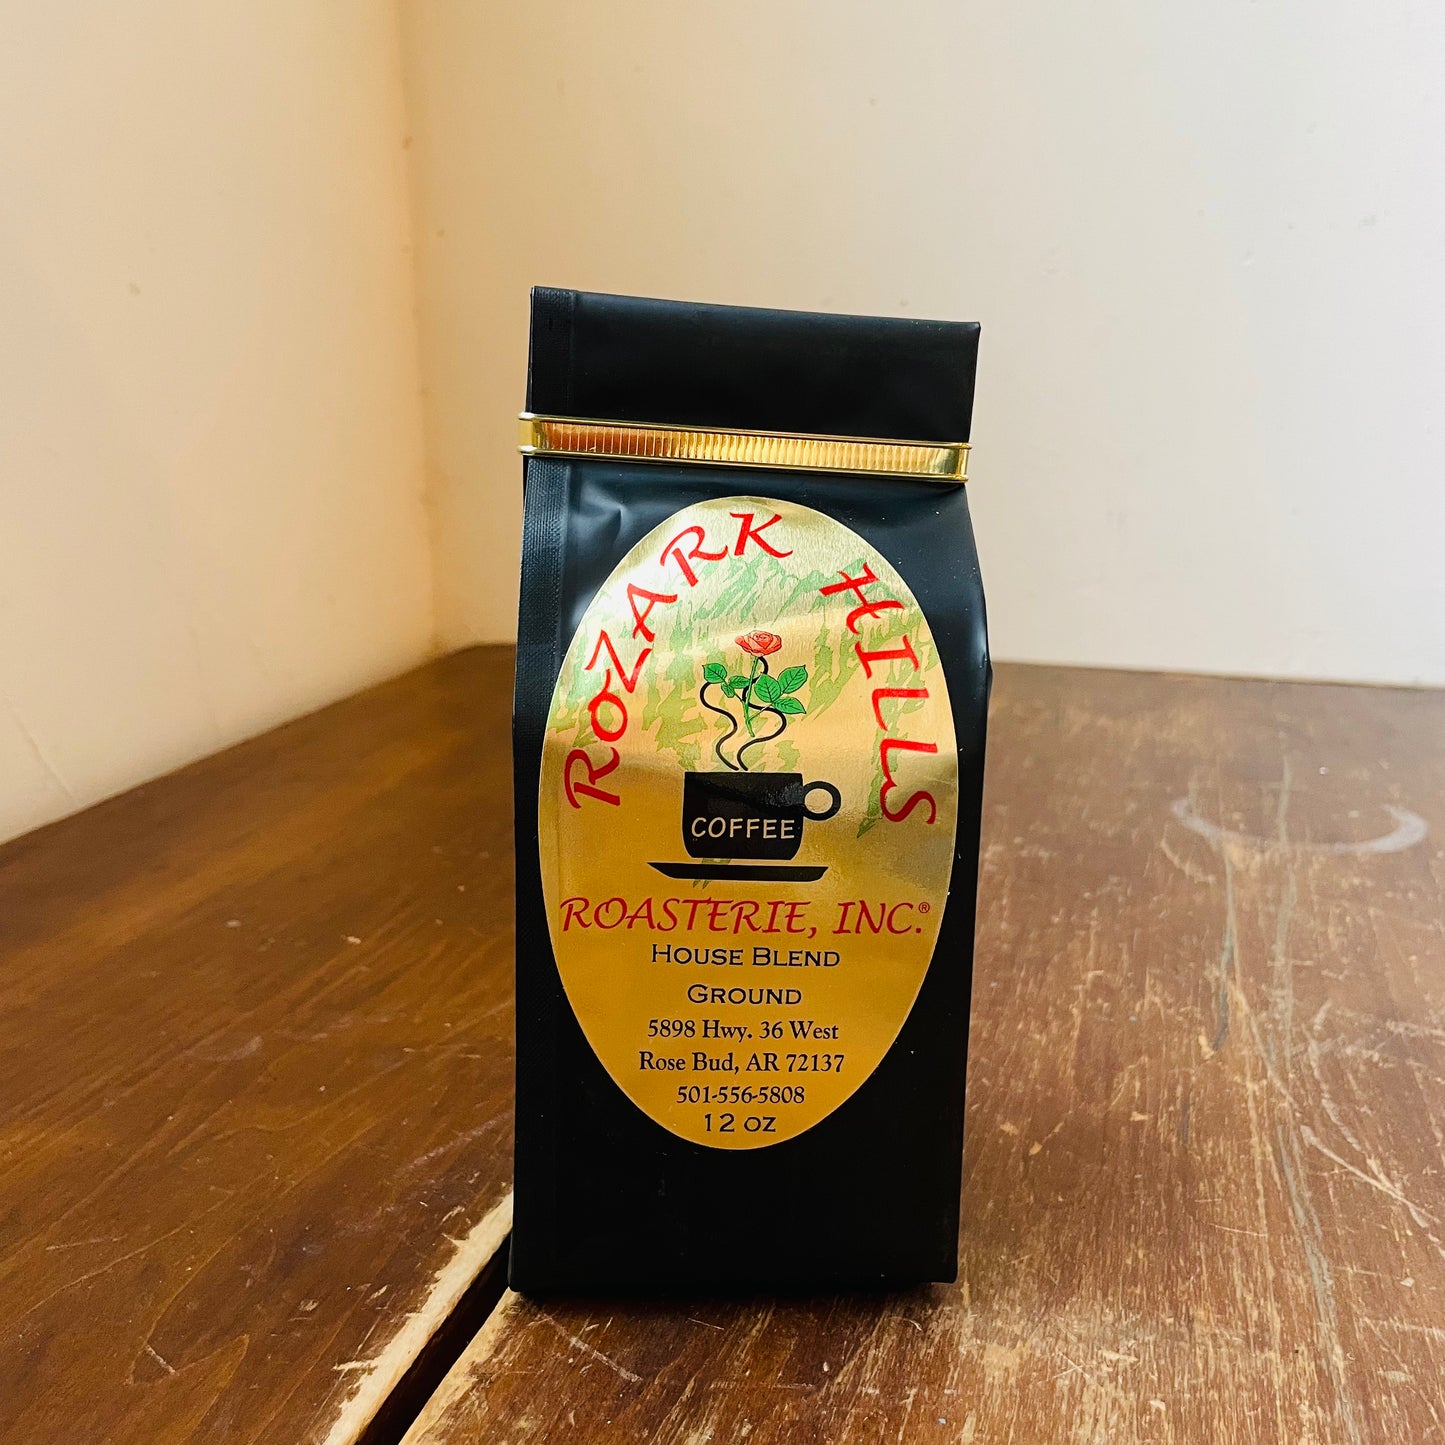 ROZARK HILLS
COFFEE
ROASTERIE, INC.®
HOUSE BLEND
GROUND
5898 Hwy. 36 West
Rose Bud, AR 72137
501-556-5808
12 OZ